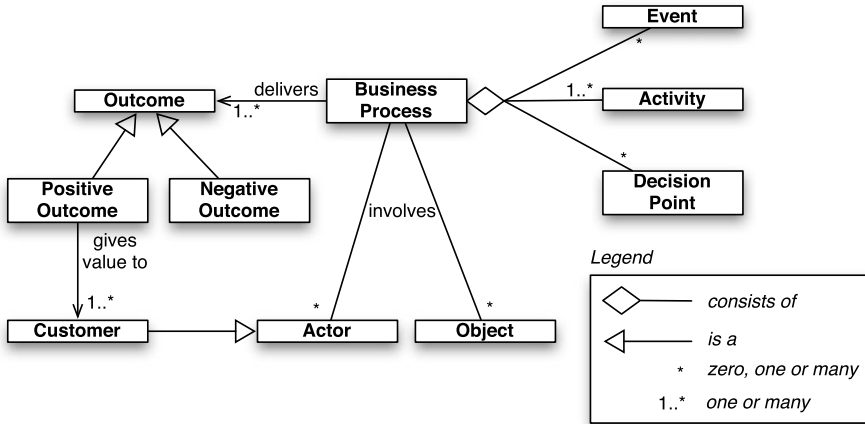 Event
*
delivers
Business
Process
1..*
Activity
Outcome
1..*
*
Decision
Point
Positive
Outcome
Negative
Outcome
involves
gives
value to
1..*
*
*
Customer
Actor
Object
Legend
consists of
is a
* zero, one or many
1..* one or many